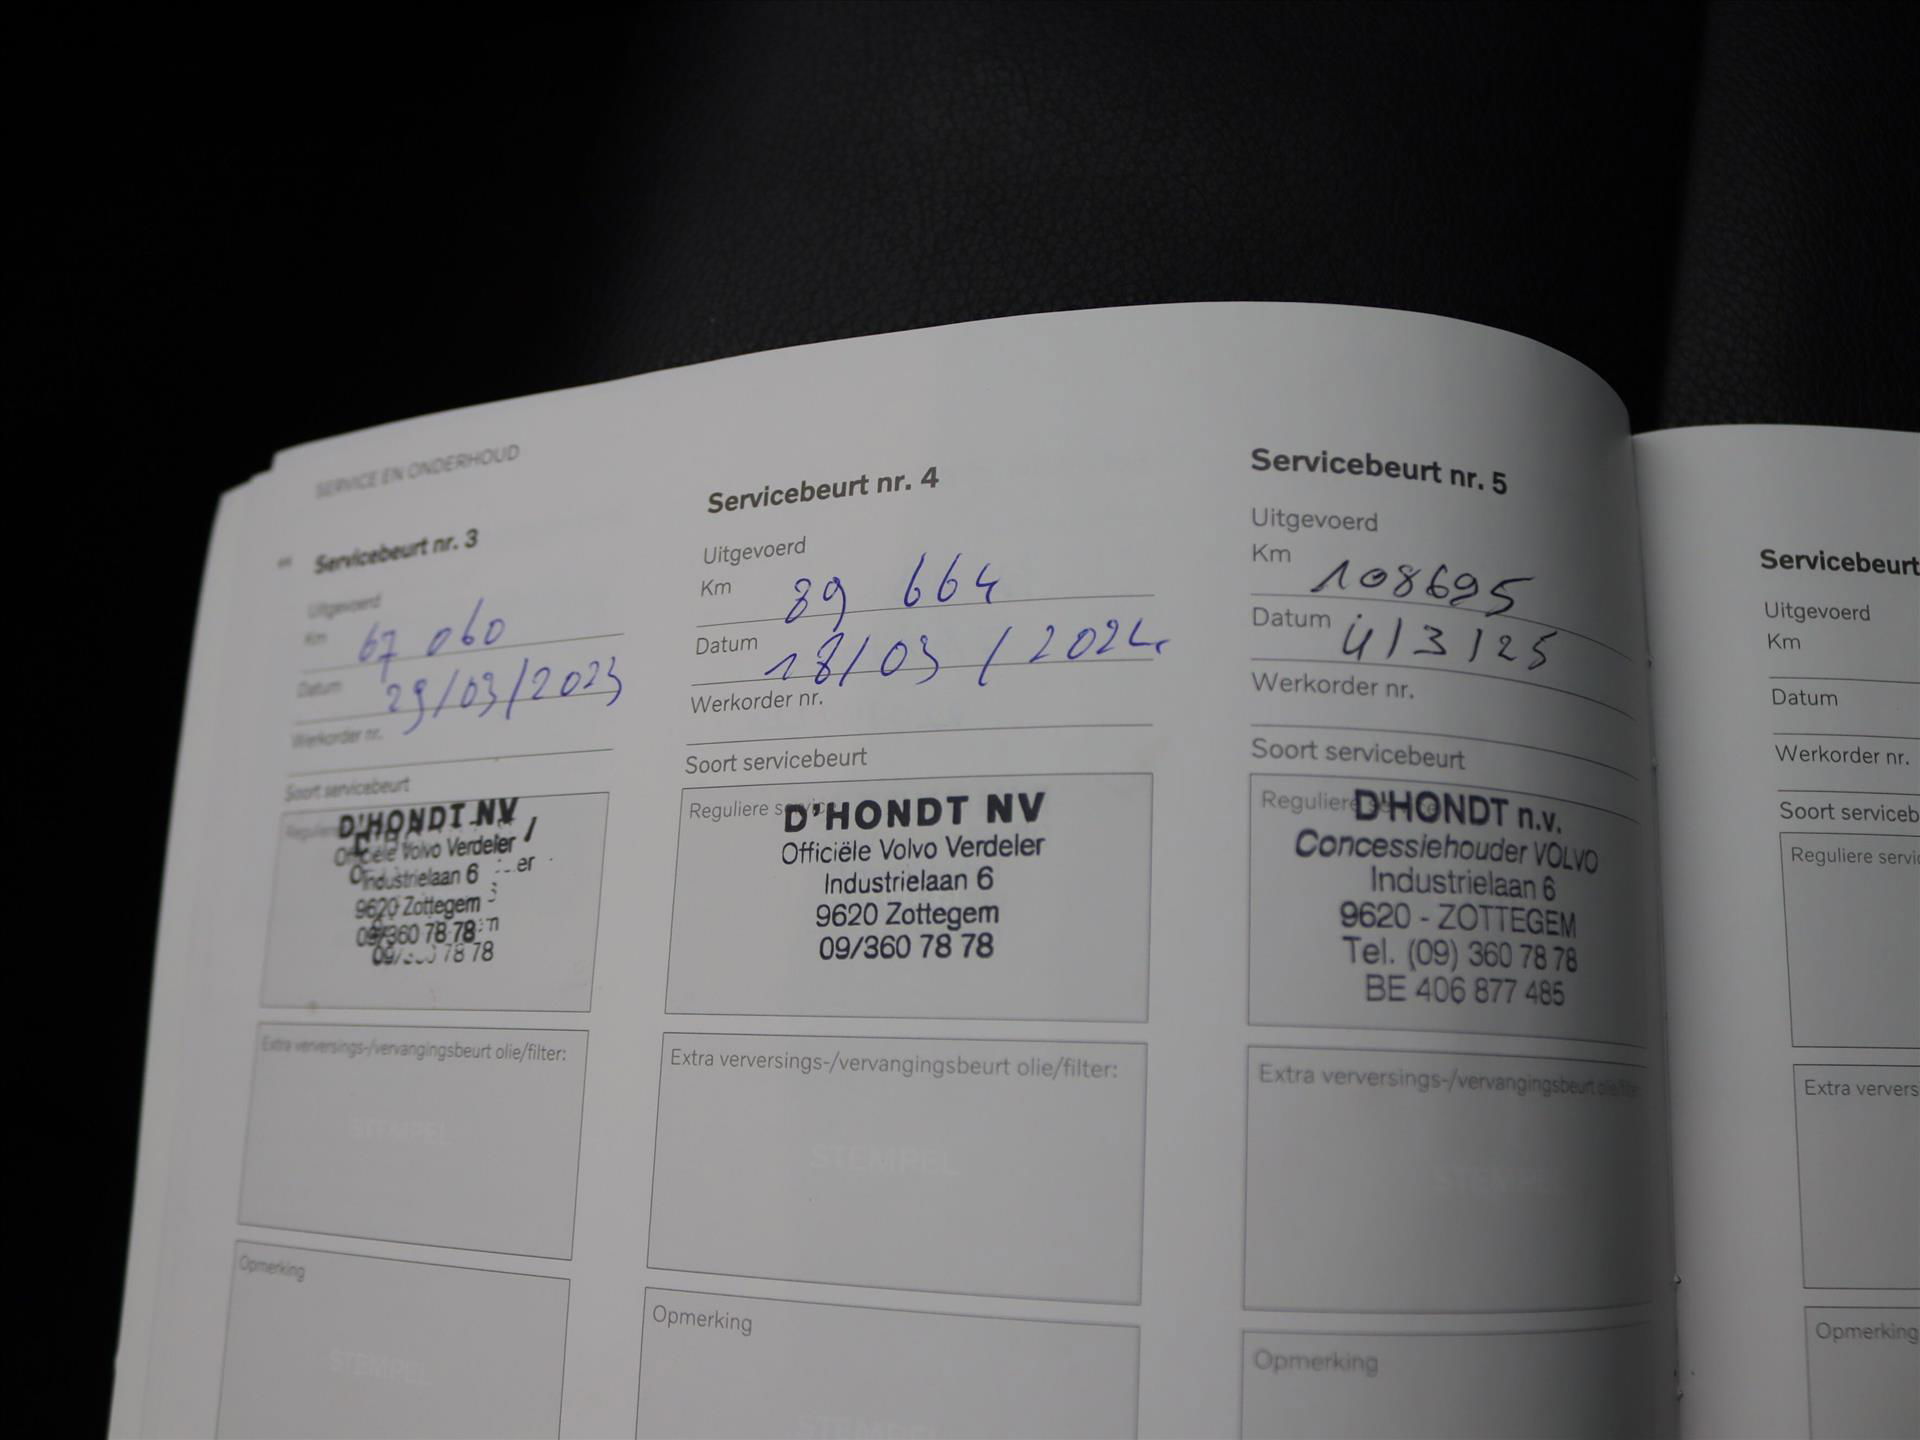 SERVICE EN ONDERHOUD
Servicebeurt nr. 3
Uitgevoerd
Km 67 060
Datum 29/03/2023
Werkorder nr.
Soort servicebeurt
D'HONDT NV
Officiële Volvo Verdeler
Industrielaan 6
9620 Zottegem
09/360 78 78
Extra verversings-/vervangingsbeurt olie/filter:
STEMPEL
Opmerking
STEMPEL
Servicebeurt nr. 4
Uitgevoerd
Km 89 664
Datum 18/03/2024
Werkorder nr.
Soort servicebeurt
Reguliere service
D'HONDT NV
Officiële Volvo Verdeler
Industrielaan 6
9620 Zottegem
09/360 78 78
Extra verversings-/vervangingsbeurt olie/filter:
STEMPEL
Opmerking
STEMPEL
Servicebeurt nr. 5
Uitgevoerd
Km 108695
Datum 4/3/25
Werkorder nr.
Soort servicebeurt
Reguliere
D'HONDT n.v.
Concessiehouder VOLVO
Industrielaan 6
9620 - ZOTTEGEM
Tel. (09) 360 78 78
BE 406 877 485
Extra verversings-/vervangingsbeurt olie/filter:
STEMPEL
Opmerking
Servicebeurt
Uitgevoerd
Km
Datum
Werkorder nr.
Soort serviceb
Reguliere servic
Extra ververs
Opmerking